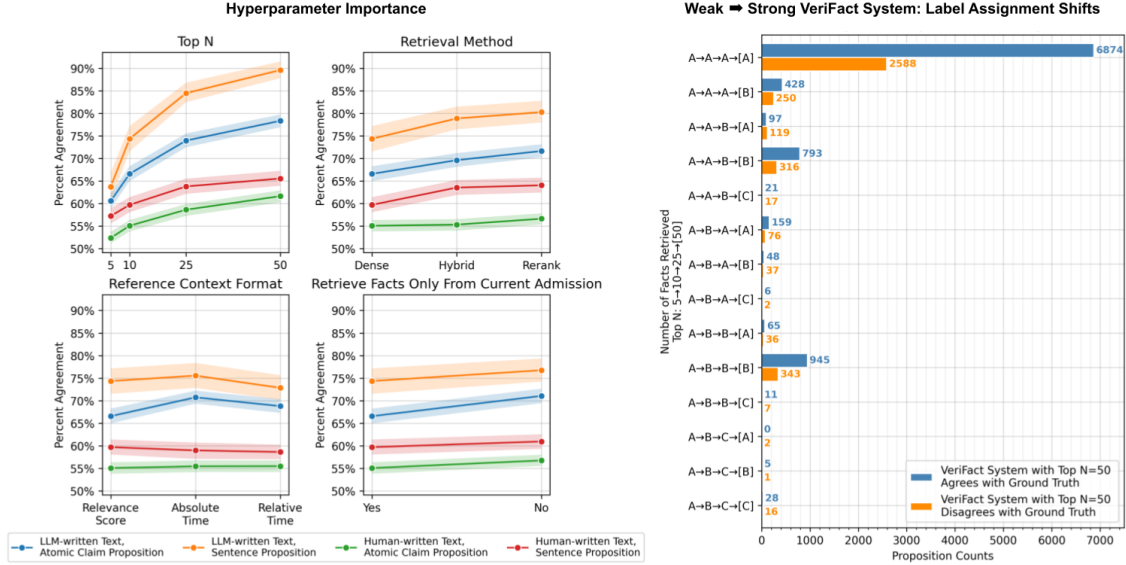 Hyperparameter Importance
Top N
Percent Agreement
90%
85%
80%
75%
70%
65%
60%
55%
50%
5 10 25 50
Retrieval Method
Percent Agreement
90%
85%
80%
75%
70%
65%
60%
55%
50%
Dense Hybrid Rerank
Reference Context Format
Percent Agreement
90%
85%
80%
75%
70%
65%
60%
55%
50%
Relevance Score
Absolute Time
Relative Time
Retrieve Facts Only From Current Admission
Percent Agreement
90%
85%
80%
75%
70%
65%
60%
55%
50%
Yes No
LLM-written Text,
Atomic Claim Proposition
LLM-written Text,
Sentence Proposition
Human-written Text,
Atomic Claim Proposition
Human-written Text,
Sentence Proposition
Weak ➡ Strong VeriFact System: Label Assignment Shifts
Number of Facts Retrieved
Top N: 5→10→25→[50]
A→A→A→[A] 6874 2588
A→A→A→[B] 428 250
A→A→B→[A] 97 119
A→A→B→[B] 793 316
A→A→B→[C] 21 17
A→B→A→[A] 159 76
A→B→A→[B] 48 37
A→B→A→[C] 6 2
A→B→B→[A] 65 36
A→B→B→[B] 945 343
A→B→B→[C] 11 7
A→B→C→[A] 0 2
A→B→C→[B] 5 1
A→B→C→[C] 28 16
VeriFact System with Top N=50
Agrees with Ground Truth
VeriFact System with Top N=50
Disagrees with Ground Truth
0 1000 2000 3000 4000 5000 6000 7000
Proposition Counts